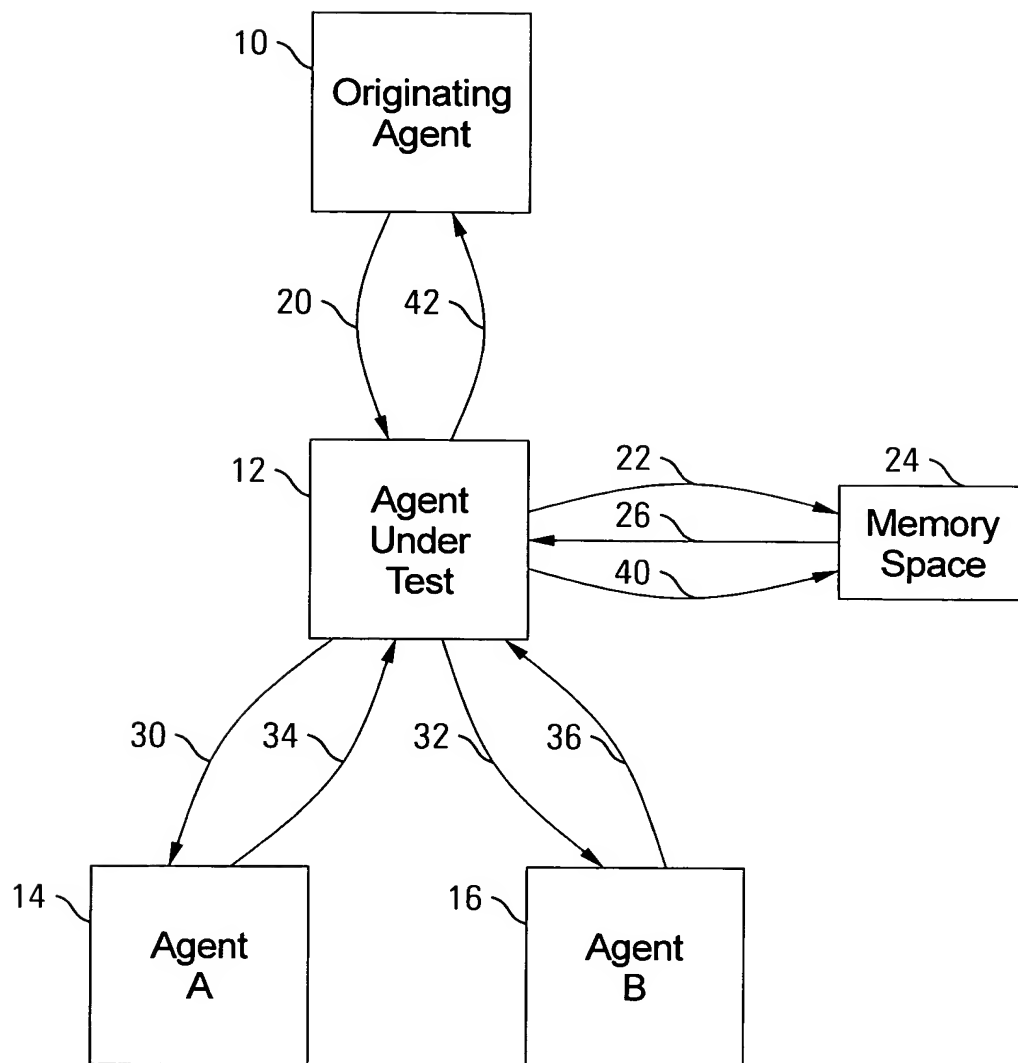 10
Originating
Agent
20
42
12
Agent
Under
Test
22
24
26
Memory
Space
40
30
34
32
36
14
Agent
A
16
Agent
B